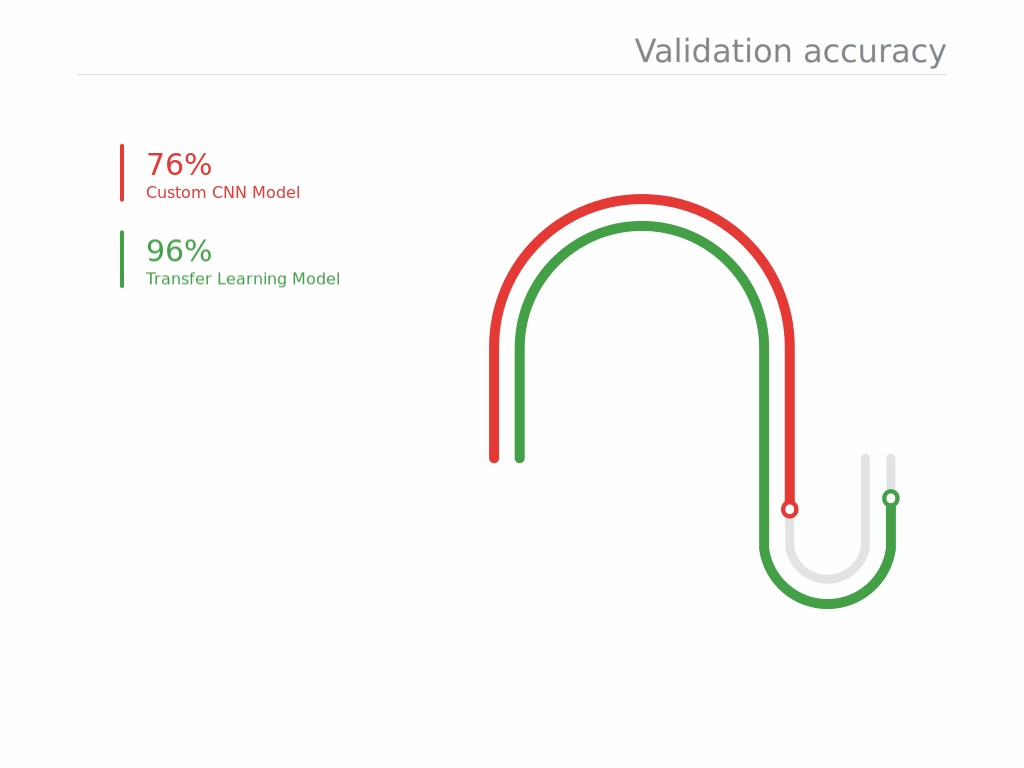 Validation accuracy
76%
Custom CNN Model
96%
Transfer Learning Model